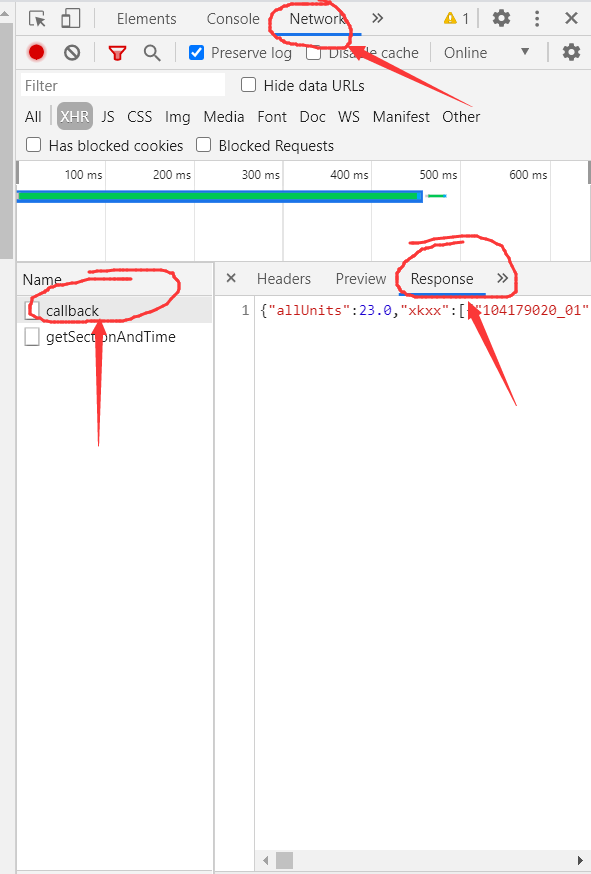 Elements Console Network 1
Preserve log Disable cache Online
Filter Hide data URLs
All XHR JS CSS Img Media Font Doc WS Manifest Other
Has blocked cookies Blocked Requests
100 ms 200 ms 300 ms 400 ms 500 ms 600 ms
Name Headers Preview Response
callback 1 {"allUnits":23.0,"xkxx":[{"104179020_01"
getSectionAndTime